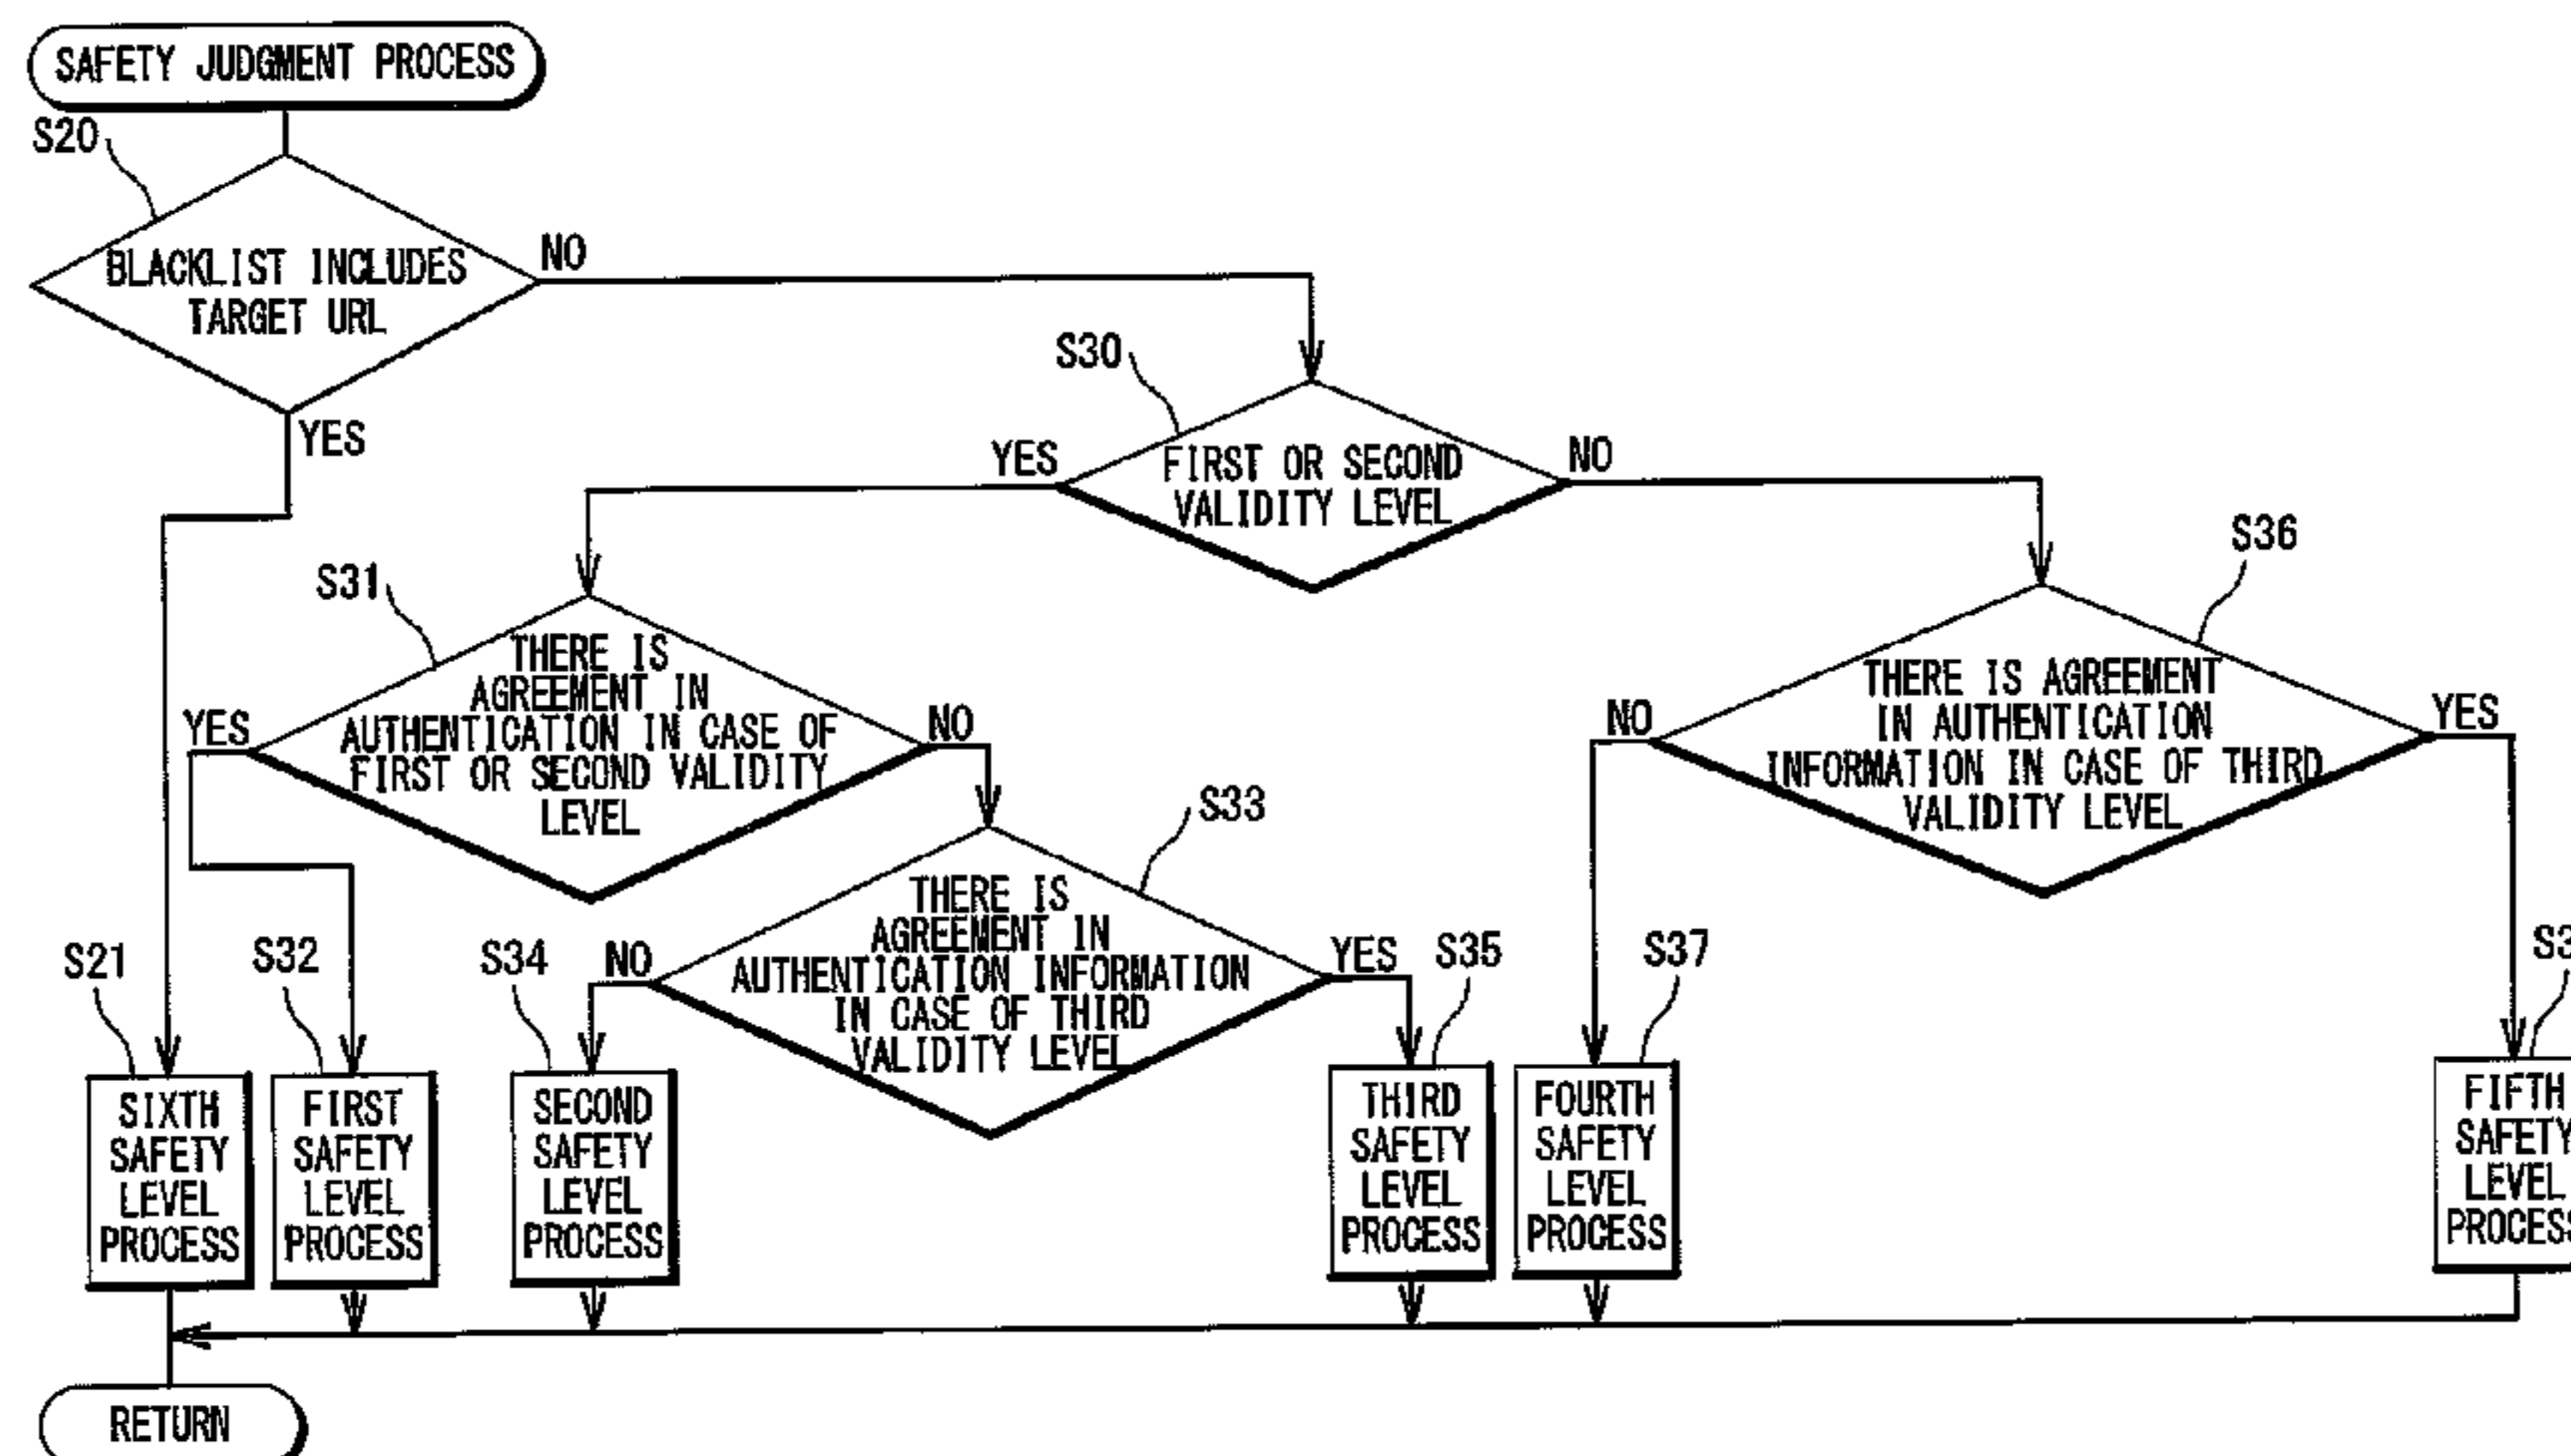 SAFETY JUDGMENT PROCESS
S20
BLACKLIST INCLUDES
TARGET URL
NO
YES
S30
FIRST OR SECOND
VALIDITY LEVEL
YES
NO
S31
THERE IS
AGREEMENT IN
AUTHENTICATION IN CASE OF
FIRST OR SECOND VALIDITY
LEVEL
YES
NO
S36
THERE IS AGREEMENT
IN AUTHENTICATION
INFORMATION IN CASE OF THIRD
VALIDITY LEVEL
NO
YES
S33
THERE IS
AGREEMENT IN
AUTHENTICATION INFORMATION
IN CASE OF THIRD
VALIDITY LEVEL
NO
YES
S21
SIXTH
SAFETY
LEVEL
PROCESS
S32
FIRST
SAFETY
LEVEL
PROCESS
S34
SECOND
SAFETY
LEVEL
PROCESS
S35
THIRD
SAFETY
LEVEL
PROCESS
S37
FOURTH
SAFETY
LEVEL
PROCESS
FIFTH
SAFETY
LEVEL
PROCESS
RETURN